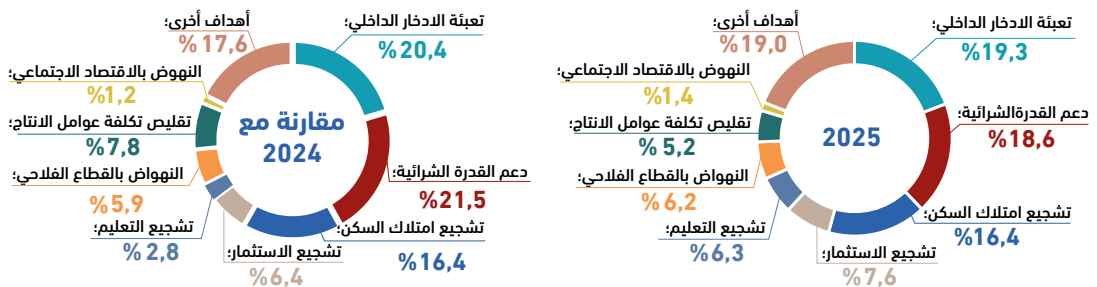 تعبئة الادخار الداخلي؛
%19,3
دعم القدرةالشرائية؛
%18,6
تشجيع امتلاك السكن؛
%16,4
تشجيع الاستثمار؛
%7,6
تشجيع التعليم؛
%6,3
النهواض بالقطاع الفلاحي؛
%6,2
تقليص تكلفة عوامل الانتاج؛
% 5,2
النهوض بالاقتصاد الاجتماعي؛
%1,4
أهداف أخرى؛
% 19,0
2025
تعبئة الادخار الداخلي؛
%20,4
دعم القدرة الشرائية؛
%21,5
تشجيع امتلاك السكن؛
%16,4
تشجيع الاستثمار؛
%6,4
تشجيع التعليم؛
% 2,8
النهواض بالقطاع الفلاحي؛
%5,9
تقليص تكلفة عوامل الانتاج؛
%7,8
النهوض بالاقتصاد الاجتماعي؛
%1,2
أهداف أخرى؛
% 17,6
مقارنة مع
2024